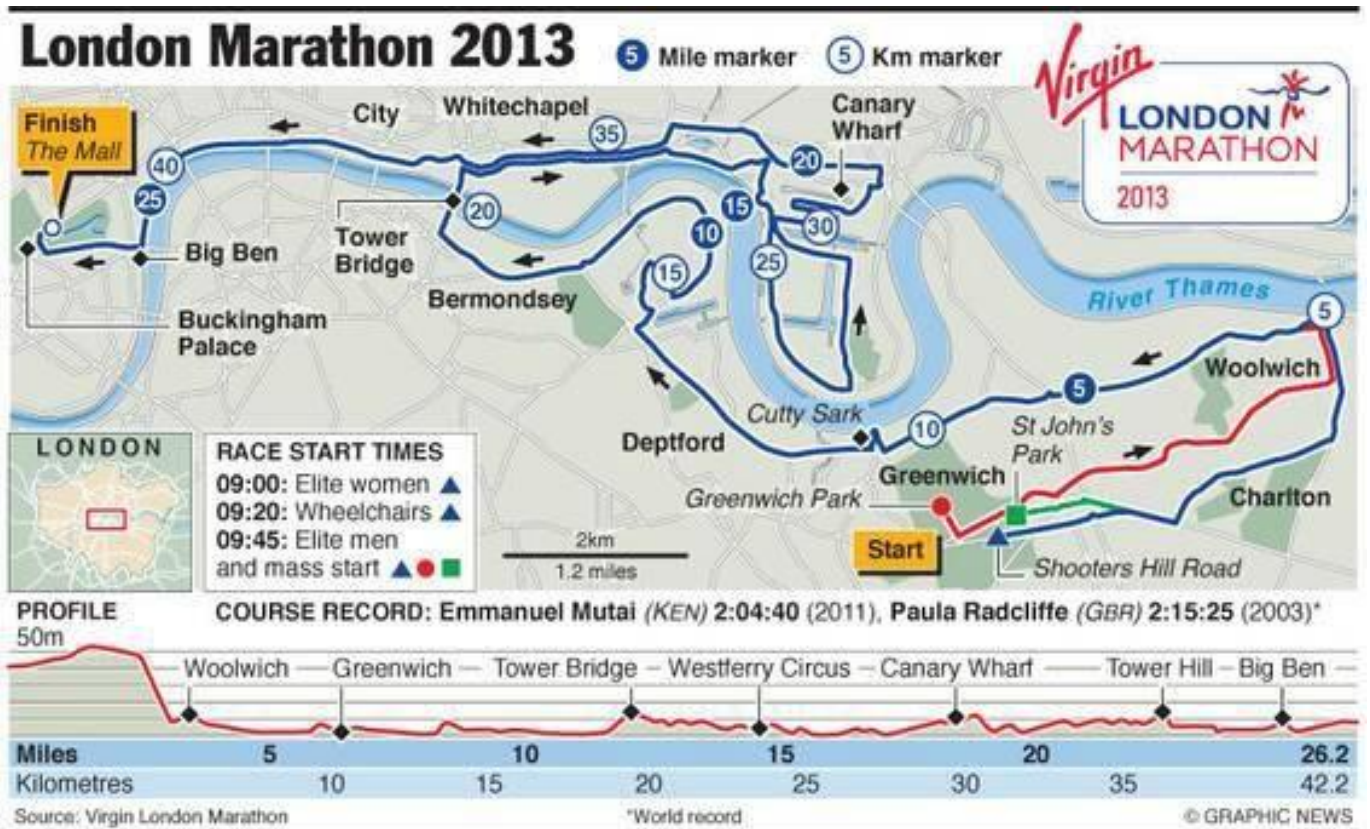 London Marathon 2013
5 Mile marker
5 Km marker
Virgin
LONDON
MARATHON
2013
Finish
The Mall
City
Whitechapel
Canary
Wharf
40
35
20
25
20
15
10
30
Tower
Bridge
15
25
Big Ben
Bermondsey
River Thames
5
Buckingham
Palace
Woolwich
5
Cutty Sark
10
St John's
Park
Deptford
Greenwich
Greenwich Park
Charlton
Start
Shooters Hill Road
LONDON
RACE START TIMES
09:00: Elite women
09:20: Wheelchairs
09:45: Elite men
and mass start
2km
1.2 miles
PROFILE
COURSE RECORD: Emmanuel Mutai (KEN) 2:04:40 (2011), Paula Radcliffe (GBR) 2:15:25 (2003)*
50m
Woolwich Greenwich Tower Bridge Westferry Circus Canary Wharf Tower Hill Big Ben
Miles 5 10 15 20 26.2
Kilometres 10 15 20 25 30 35 42.2
Source: Virgin London Marathon
*World record
© GRAPHIC NEWS